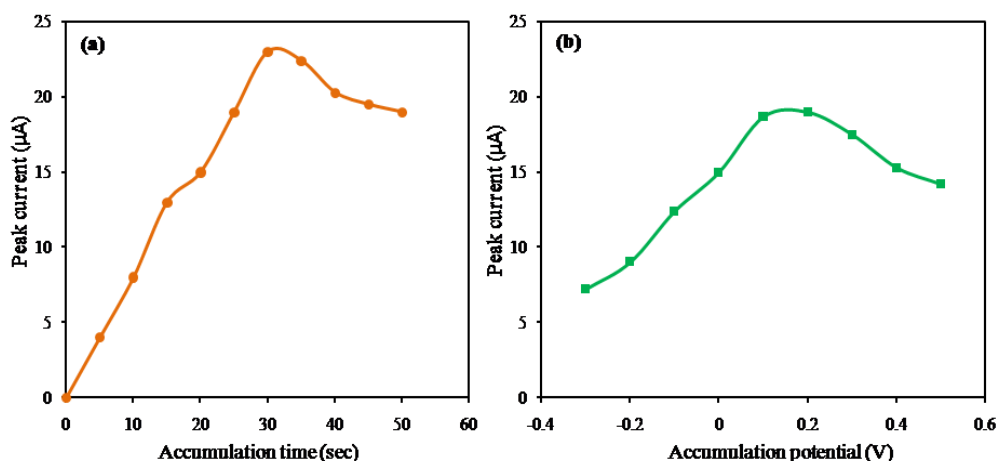 (a)
Peak current (µA)
25
20
15
10
5
0
0 10 20 30 40 50 60
Accumulation time (sec)
(b)
Peak current (µA)
25
20
15
10
5
0
-0.4 -0.2 0 0.2 0.4 0.6
Accumulation potential (V)